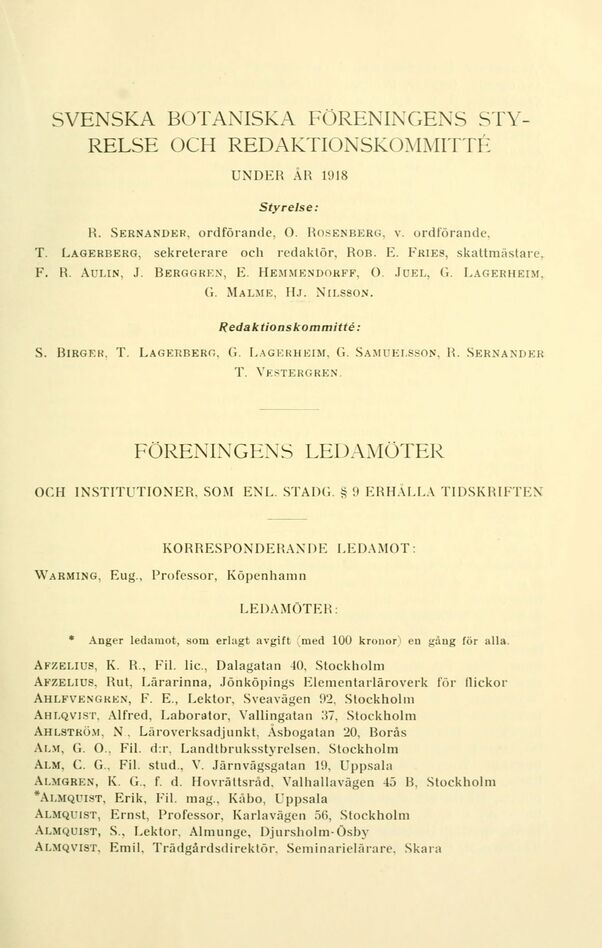 SVENSKA BOTANISKA FÖRENINGENS STY-
RELSE OCH REDAKTIONSKOMMITTÉ
UNDER ÅR 1918
Styrelse:
R. Sernander, ordförande, O. Rosenberg, v. ordförande,
T. Lagerberg, sekreterare och redaktör, Rob. E. Fries, skattmästare,
F. R. Aulin, J. Berggren, E. Hemmendorff, O. Juel, G. Lagerheim,
G. Malme, Hj. Nilsson.
Redaktionskommitté:
S. Birger, T. Lagerberg, G. Lagerheim, G. Samuelsson, R. Sernander
T. Vestergren.
FÖRENINGENS LEDAMÖTER
OCH INSTITUTIONER, SOM ENL. STADG. § 9 ERHÅLLA TIDSKRIFTEN
KORRESPONDERANDE LEDAMOT:
Warming, Eug., Professor, Köpenhamn
LEDAMÖTER:
* Anger ledamot, som erlagt avgift (med 100 kronor) en gång för alla.
Afzelius, K. R., Fil. lic., Dalagatan 40, Stockholm
Afzelius, Rut, Lärarinna, Jönköpings Elementarläroverk för flickor
Ahlfvengren, F. E., Lektor, Sveavägen 92, Stockholm
Ahlqvist, Alfred, Laborator, Vallingatan 37, Stockholm
Ahlström, N., Läroverksadjunkt, Åsbogatan 20, Borås
Alm, G. O., Fil. d:r, Landtbruksstyrelsen, Stockholm
Alm, C. G., Fil. stud., V. Järnvägsgatan 19, Uppsala
Almgren, K. G., f. d. Hovrättsråd, Valhallavägen 45 B, Stockholm
*Almquist, Erik, Fil. mag., Kåbo, Uppsala
Almquist, Ernst, Professor, Karlavägen 56, Stockholm
Almquist, S., Lektor, Almunge, Djursholm-Ösby
Almqvist, Emil, Trädgårdsdirektör, Seminarielärare, Skara